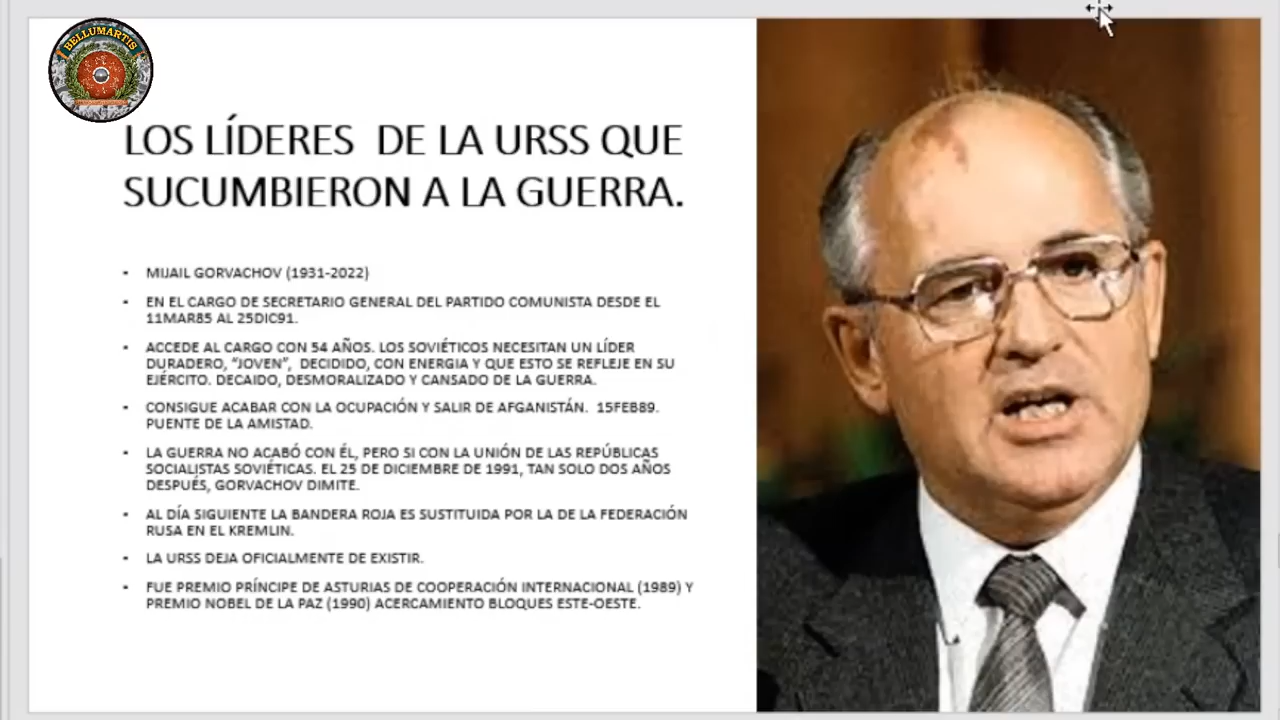 BELLUMARTIS
LOS LÍDERES DE LA URSS QUE
SUCUMBIERON A LA GUERRA.
- MIJAIL GORVACHOV (1931-2022)
- EN EL CARGO DE SECRETARIO GENERAL DEL PARTIDO COMUNISTA DESDE EL
11MAR85 AL 25DIC91.
- ACCEDE AL CARGO CON 54 AÑOS. LOS SOVIÉTICOS NECESITAN UN LÍDER
DURADERO, “JOVEN”, DECIDIDO, CON ENERGIA Y QUE ESTO SE REFLEJE EN SU
EJÉRCITO. DECAIDO, DESMORALIZADO Y CANSADO DE LA GUERRA.
- CONSIGUE ACABAR CON LA OCUPACIÓN Y SALIR DE AFGANISTÁN. 15FEB89.
PUENTE DE LA AMISTAD.
- LA GUERRA NO ACABÓ CON ÉL, PERO SI CON LA UNIÓN DE LAS REPÚBLICAS
SOCIALISTAS SOVIÉTICAS. EL 25 DE DICIEMBRE DE 1991, TAN SOLO DOS AÑOS
DESPUÉS, GORVACHOV DIMITE.
- AL DÍA SIGUIENTE LA BANDERA ROJA ES SUSTITUIDA POR LA DE LA FEDERACIÓN
RUSA EN EL KREMLIN.
- LA URSS DEJA OFICIALMENTE DE EXISTIR.
- FUE PREMIO PRÍNCIPE DE ASTURIAS DE COOPERACIÓN INTERNACIONAL (1989) Y
PREMIO NOBEL DE LA PAZ (1990) ACERCAMIENTO BLOQUES ESTE-OESTE.